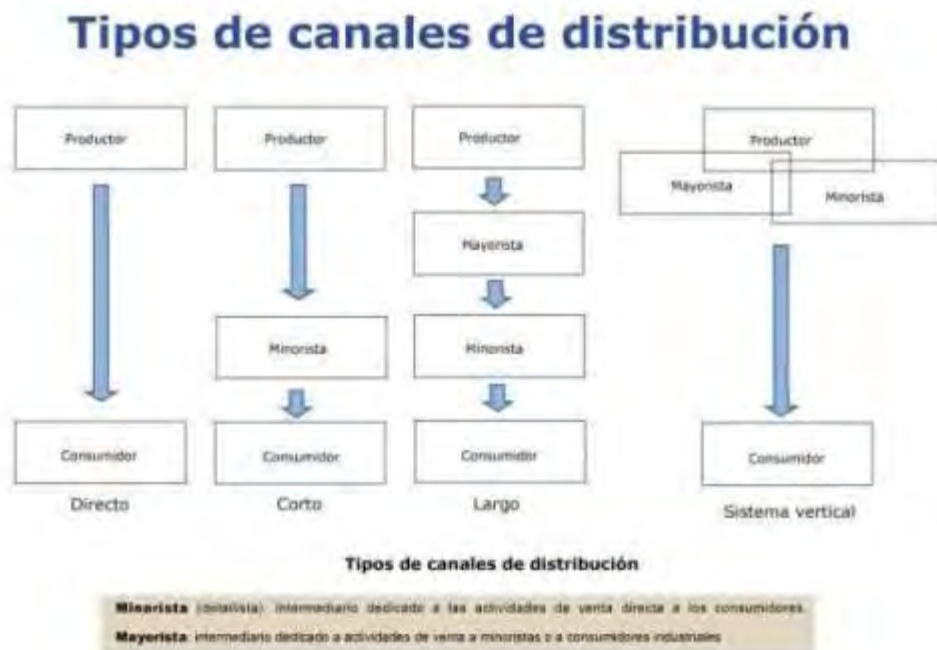 Tipos de canales de distribución
Productor
Productor
Productor
Productor
Mayorista
Minorista
Mayorista
Minorista
Minorista
Consumidor
Consumidor
Consumidor
Consumidor
Directo
Corto
Largo
Sistema vertical
Tipos de canales de distribución
Minorista (detallista): intermediario dedicado a las actividades de venta directa a los consumidores.
Mayorista: intermediario dedicado a actividades de venta a minoristas o a consumidores industriales